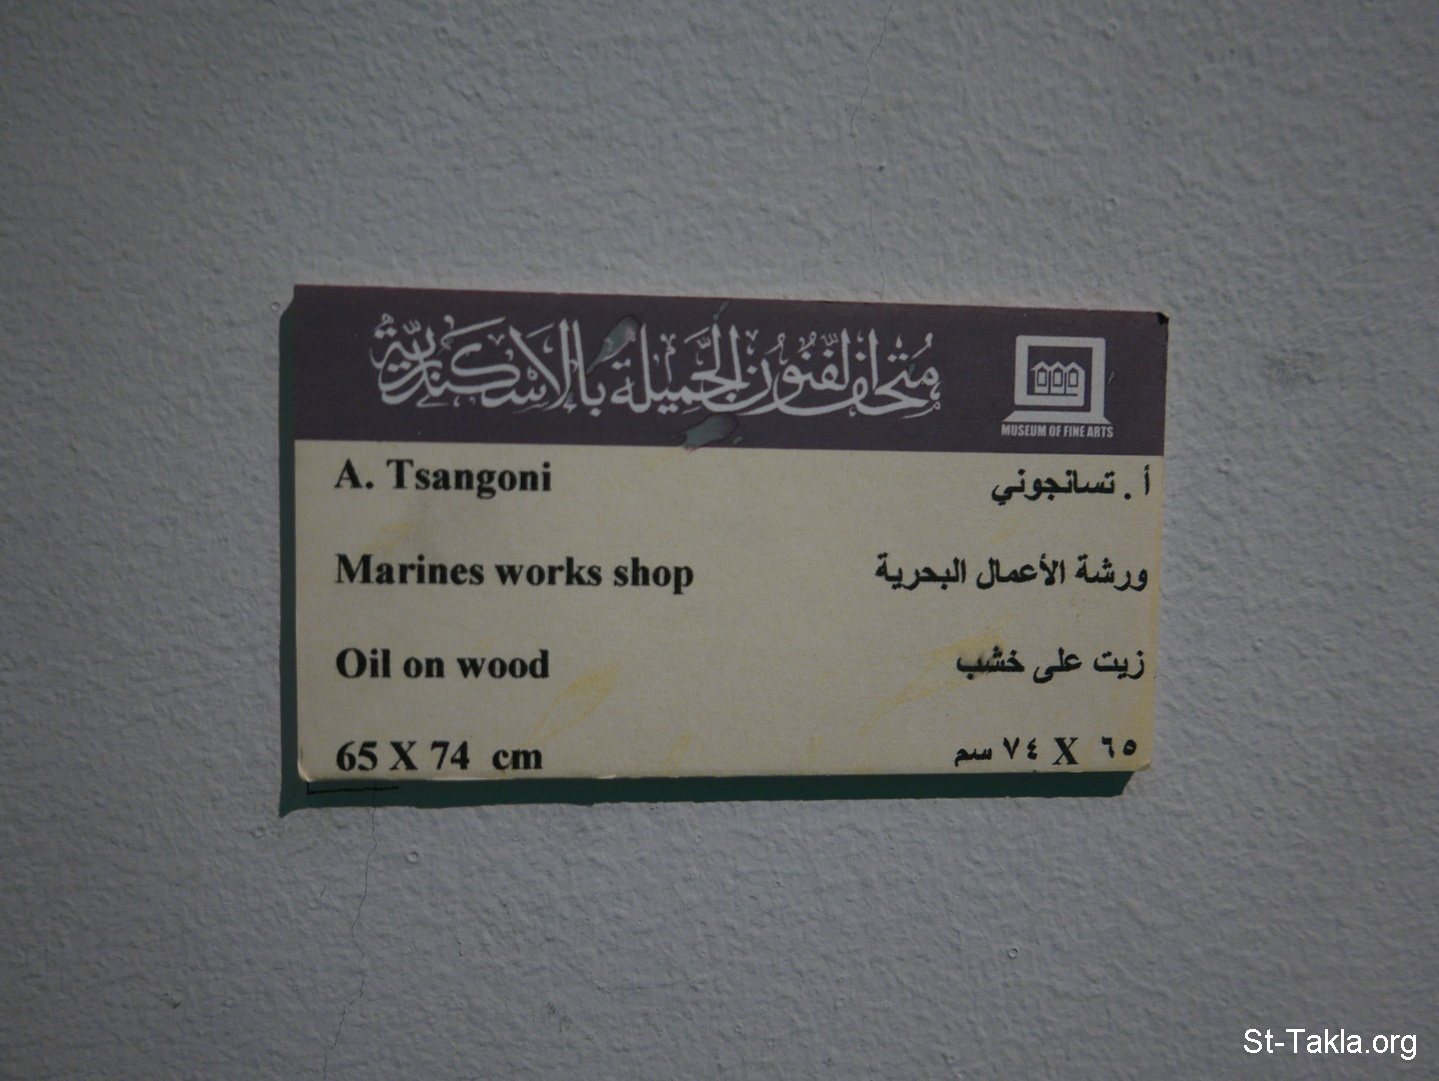 متحف الفنون الجميلة بالاسكندرية
MUSEUM OF FINE ARTS
A. Tsangoni
أ . تسانجوني
Marines works shop
ورشة الأعمال البحرية
Oil on wood
زيت على خشب
65 X 74 cm
٦٥ X ٧٤ سم
St-Takla.org